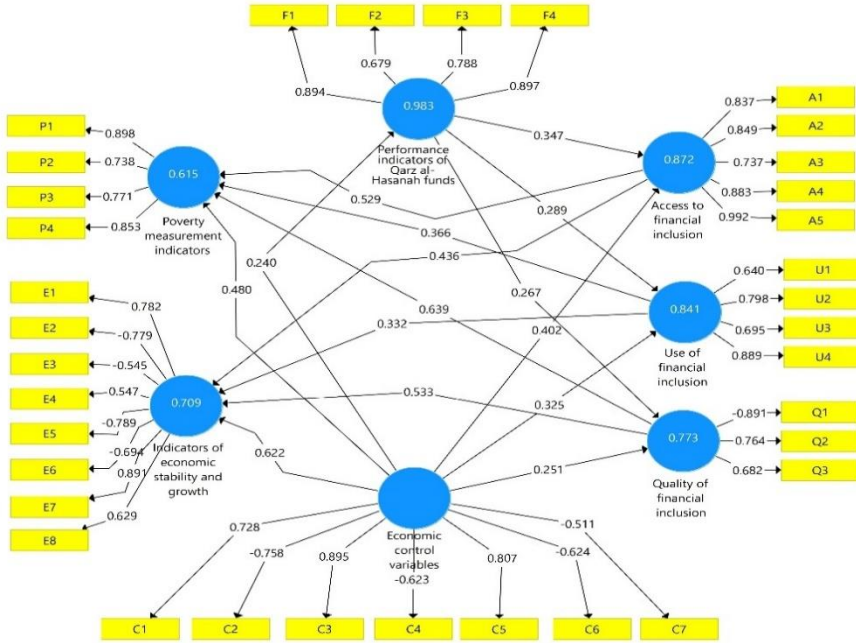 F1 F2 F3 F4
0.894 0.679 0.788 0.897
0.983
Performance
indicators of
Qarz al-
Hasanah funds
P1
P2
P3
P4
0.898
0.738
0.771
0.853
0.615
Poverty
measurement
indicators
A1
A2
A3
A4
A5
0.837
0.849
0.737
0.883
0.992
0.872
Access to
financial
inclusion
0.347
0.529
0.289
0.366
0.240
0.436
0.267
0.480
0.639
0.402
0.332
0.533
0.325
0.622
0.251
U1
U2
U3
U4
0.640
0.798
0.695
0.889
0.841
Use of
financial
inclusion
E1
E2
E3
E4
E5
E6
E7
E8
0.782
-0.779
-0.545
0.547
-0.789
-0.694
0.891
0.629
0.709
Indicators of
economic
stability and
growth
Q1
Q2
Q3
-0.891
0.764
0.682
0.773
Quality of
financial
inclusion
Economic
control
variables
0.728 -0.758 0.895 -0.623 0.807 -0.624 -0.511
C1 C2 C3 C4 C5 C6 C7